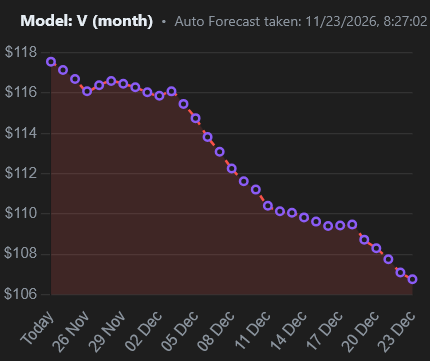 Model: V (month) • Auto Forecast taken: 11/23/2026, 8:27:02
$118
$116
$114
$112
$110
$108
$106
Today
26 Nov
29 Nov
02 Dec
05 Dec
08 Dec
11 Dec
14 Dec
17 Dec
20 Dec
23 Dec